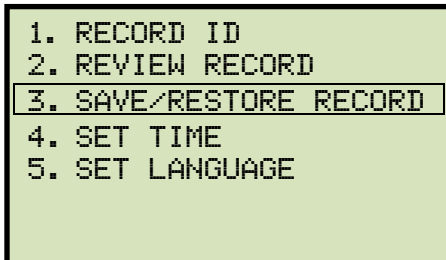 1. RECORD ID
2. REVIEW RECORD
3. SAVE/RESTORE RECORD
4. SET TIME
5. SET LANGUAGE